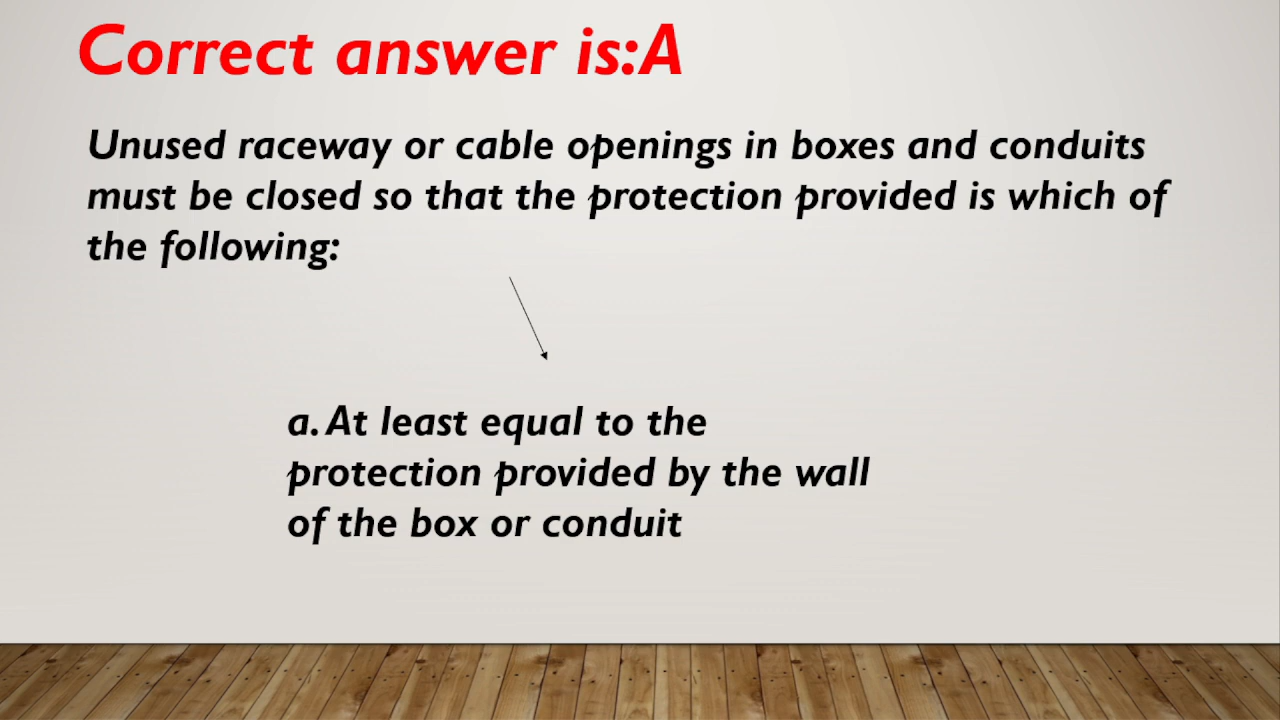 Correct answer is:A
Unused raceway or cable openings in boxes and conduits
must be closed so that the protection provided is which of
the following:
a. At least equal to the
protection provided by the wall
of the box or conduit